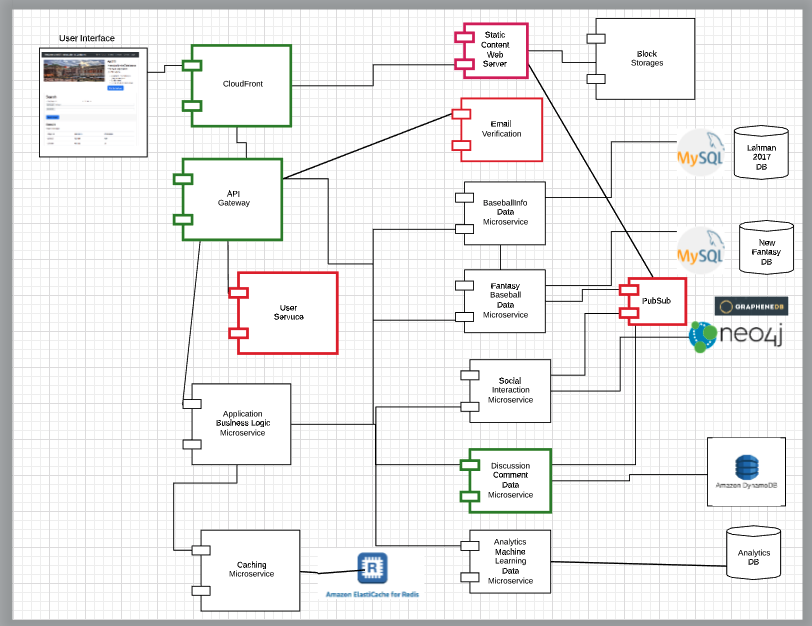 User Interface
CloudFront
Static
Content
Web
Server
Block
Storages
Email
Verification
MySQL
Lahman
2017
DB
API
Gateway
BaseballInfo
Data
Microservice
MySQL
New
Fantasy
DB
User
Servuce
Fantasy
Baseball
Data
Microservice
PubSub
GRAPHENEDB
neo4j
Social
Interaction
Microservice
Application
Business Logic
Microservice
Discussion
Comment
Data
Microservice
Amazon DynamoDB
Caching
Microservice
R
Amazon ElastiCache for Redis
Analytics
Machine
Learning
Data
Microservice
Analytics
DB